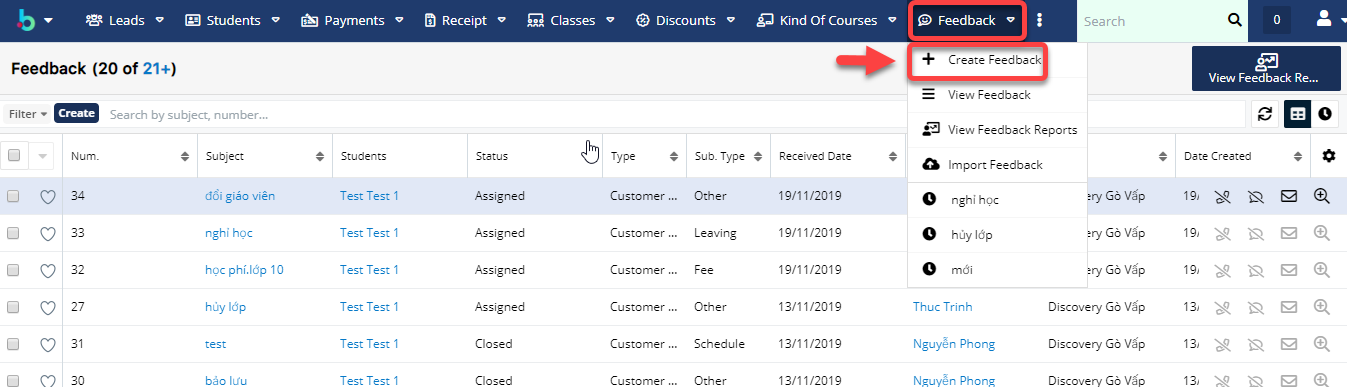 b Leads Students Payments Receipt Classes Discounts Kind Of Courses Feedback Search 0
Feedback (20 of 21+)
View Feedback Re...
Create Feedback
View Feedback
View Feedback Reports
Import Feedback
nghỉ học
hủy lớp
mới
Filter Create Search by subject, number...
Num. Subject Students Status Type Sub. Type Received Date Date Created
34 đổi giáo viên Test Test 1 Assigned Customer ... Other 19/11/2019 Discovery Gò Vấp 19/
33 nghỉ học Test Test 1 Assigned Customer ... Leaving 19/11/2019 Discovery Gò Vấp 19/
32 học phí.lớp 10 Test Test 1 Assigned Customer ... Fee 19/11/2019 Discovery Gò Vấp 19/
27 hủy lớp Test Test 1 Assigned Customer ... Other 13/11/2019 Thuc Trinh Discovery Gò Vấp 13/
31 test Test Test 1 Closed Customer ... Schedule 13/11/2019 Nguyễn Phong Discovery Gò Vấp 13/
30 bảo lưu Test Test 1 Closed Customer ... Other 13/11/2019 Nguyễn Phong Discovery Gò Vấp 13/